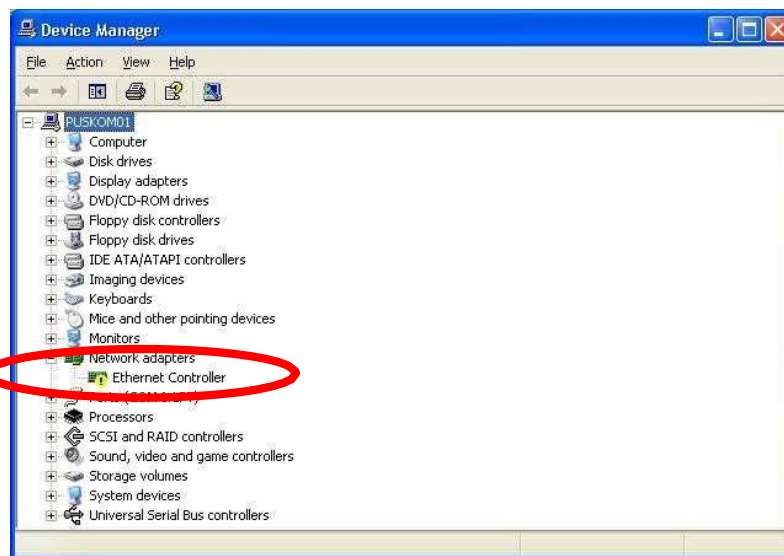 Device Manager
File Action View Help
PUSKOM01
Computer
Disk drives
Display adapters
DVD/CD-ROM drives
Floppy disk controllers
Floppy disk drives
IDE ATA/ATAPI controllers
Imaging devices
Keyboards
Mice and other pointing devices
Monitors
Network adapters
Ethernet Controller
Ports (COM & LPT)
Processors
SCSI and RAID controllers
Sound, video and game controllers
Storage volumes
System devices
Universal Serial Bus controllers